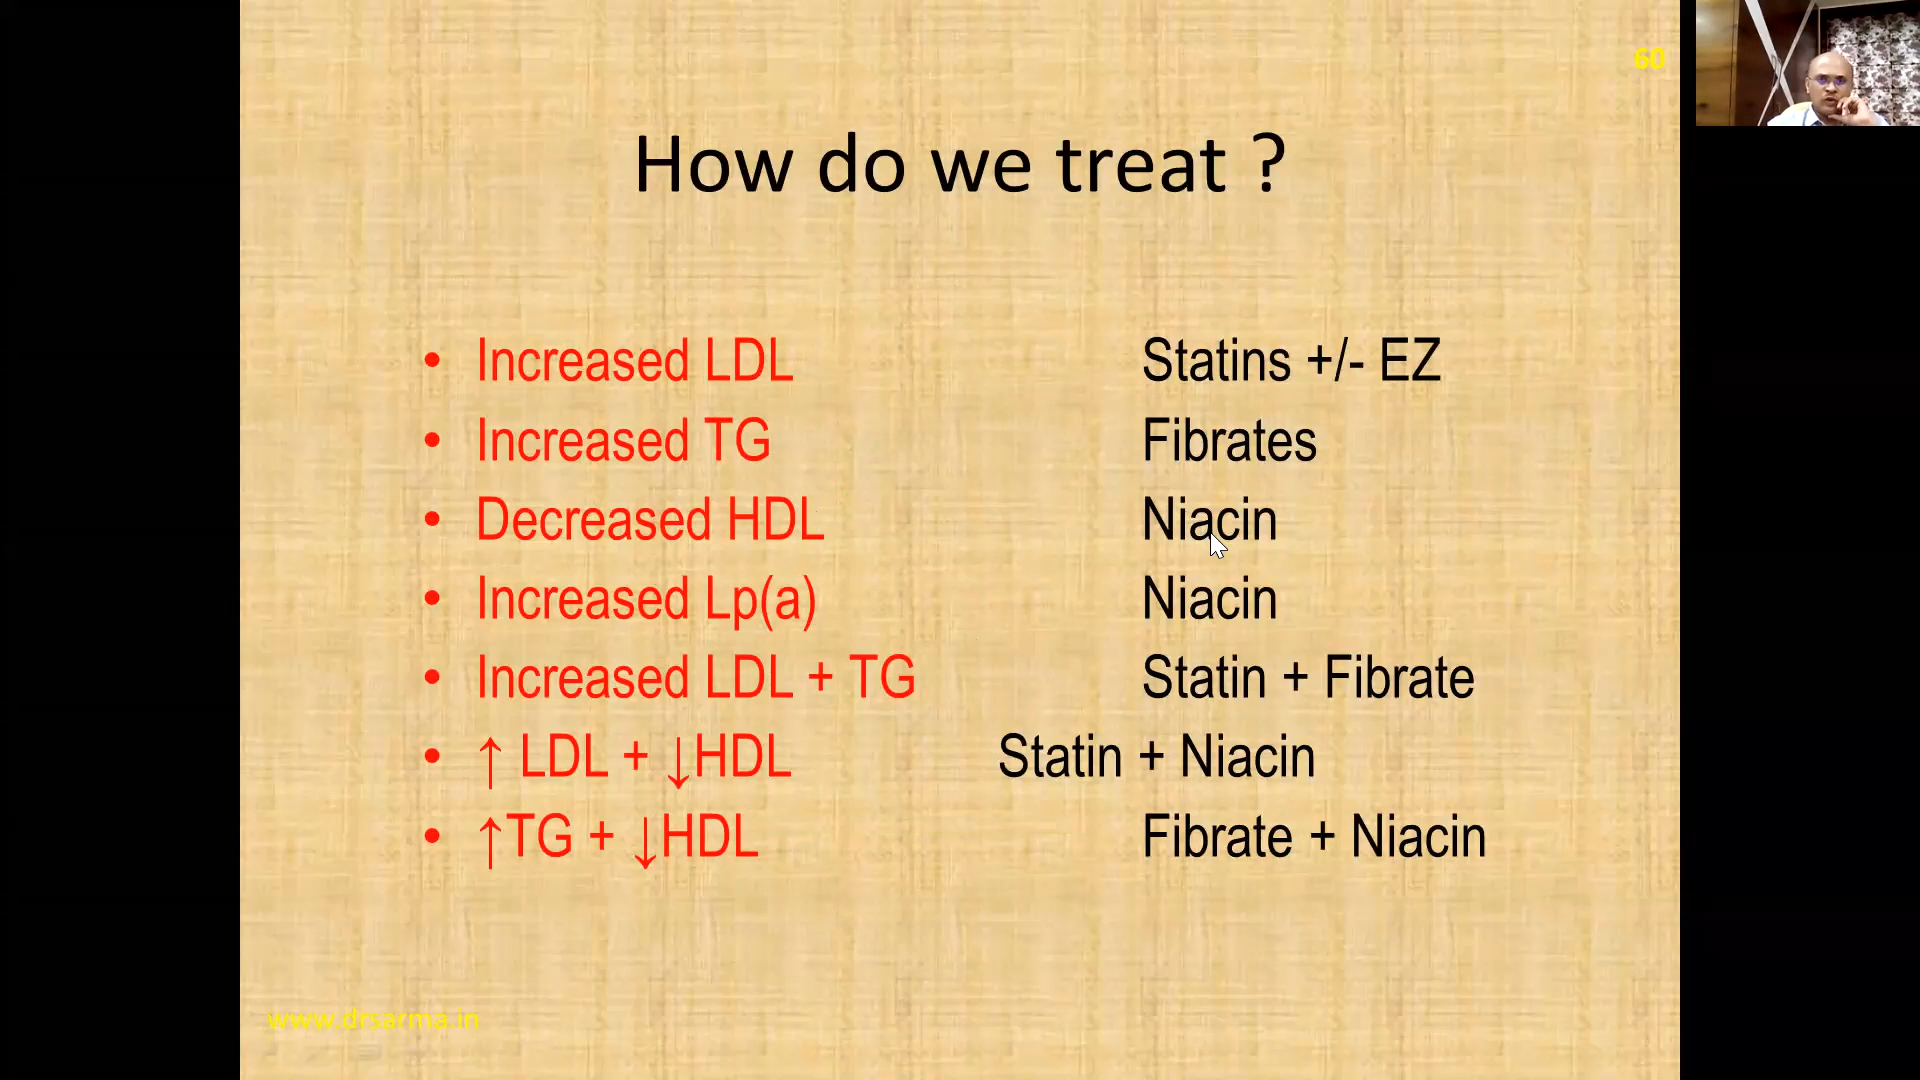 60
How do we treat ?
• Increased LDL Statins +/- EZ
• Increased TG Fibrates
• Decreased HDL Niacin
• Increased Lp(a) Niacin
• Increased LDL + TG Statin + Fibrate
• ↑ LDL + ↓HDL Statin + Niacin
• ↑TG + ↓HDL Fibrate + Niacin
www.drsarma.in